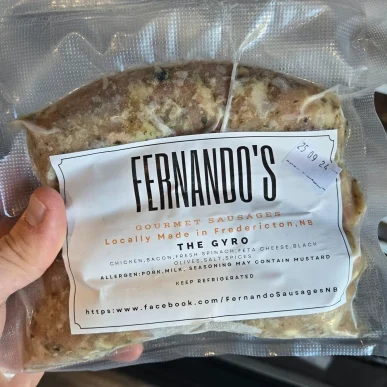 FERNANDO'S
25 09 24
GOURMET SAUSAGES
Locally Made in Fredericton,NB
THE GYRO
CHICKEN,BACON,FRESH SPINACH,FETA CHEESE,BLACK
OLIVES,SALT,SPICES
ALLERGEN:PORK,MILK, SEASONING MAY CONTAIN MUSTARD
KEEP REFRIGERATED
https:www.facebook.com/FernandoSausagesNB